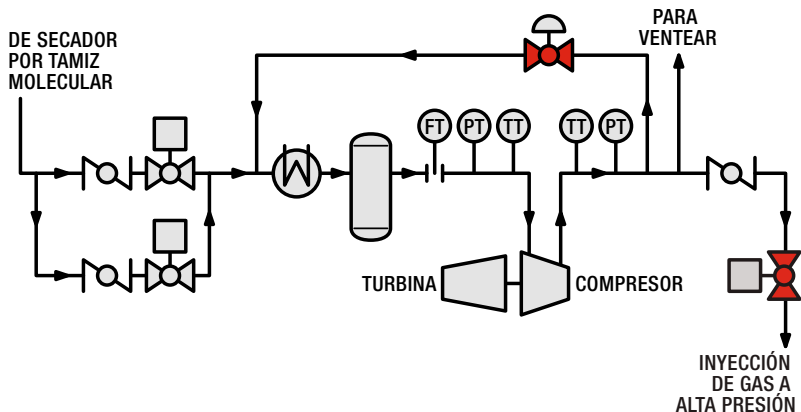 DE SECADOR
POR TAMIZ
MOLECULAR
PARA
VENTEAR
FT
PT
TT
TT
PT
TURBINA
COMPRESOR
INYECCIÓN
DE GAS A
ALTA PRESIÓN